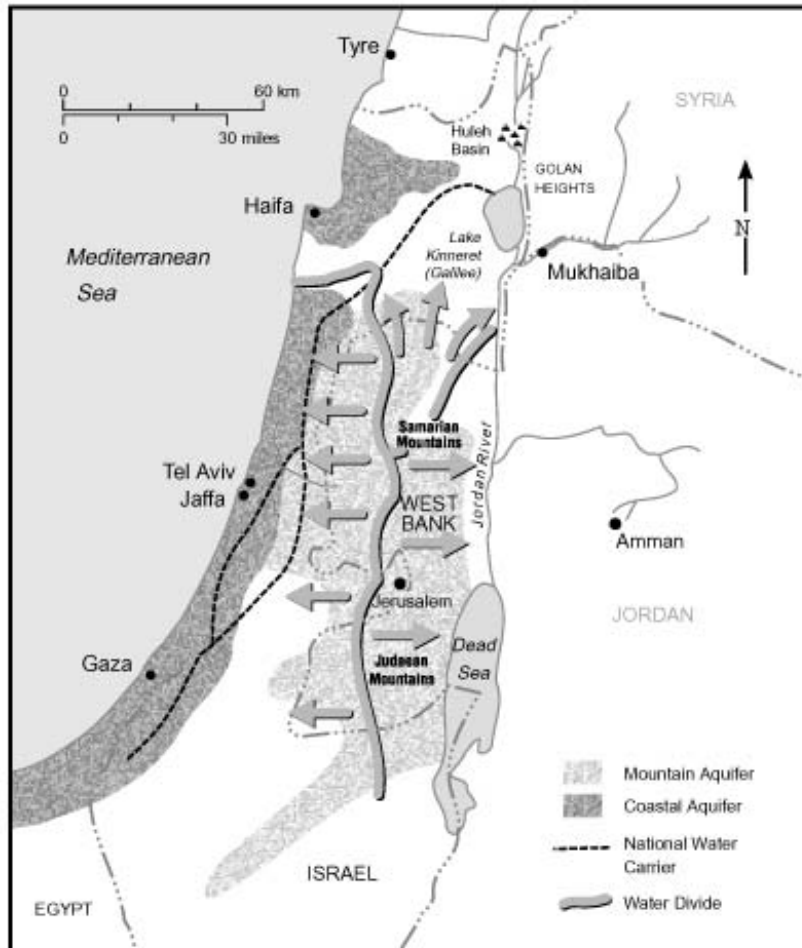 Tyre
0 60 km
0 30 miles
SYRIA
Huleh
Basin
GOLAN
HEIGHTS
N
Haifa
Lake
Kinneret
(Galilee)
Mukhaiba
Mediterranean
Sea
Samarian
Mountains
Jordan River
Tel Aviv
Jaffa
WEST
BANK
Amman
Jerusalem
JORDAN
Dead
Sea
Gaza
Judaean
Mountains
Mountain Aquifer
Coastal Aquifer
National Water
Carrier
Water Divide
ISRAEL
EGYPT